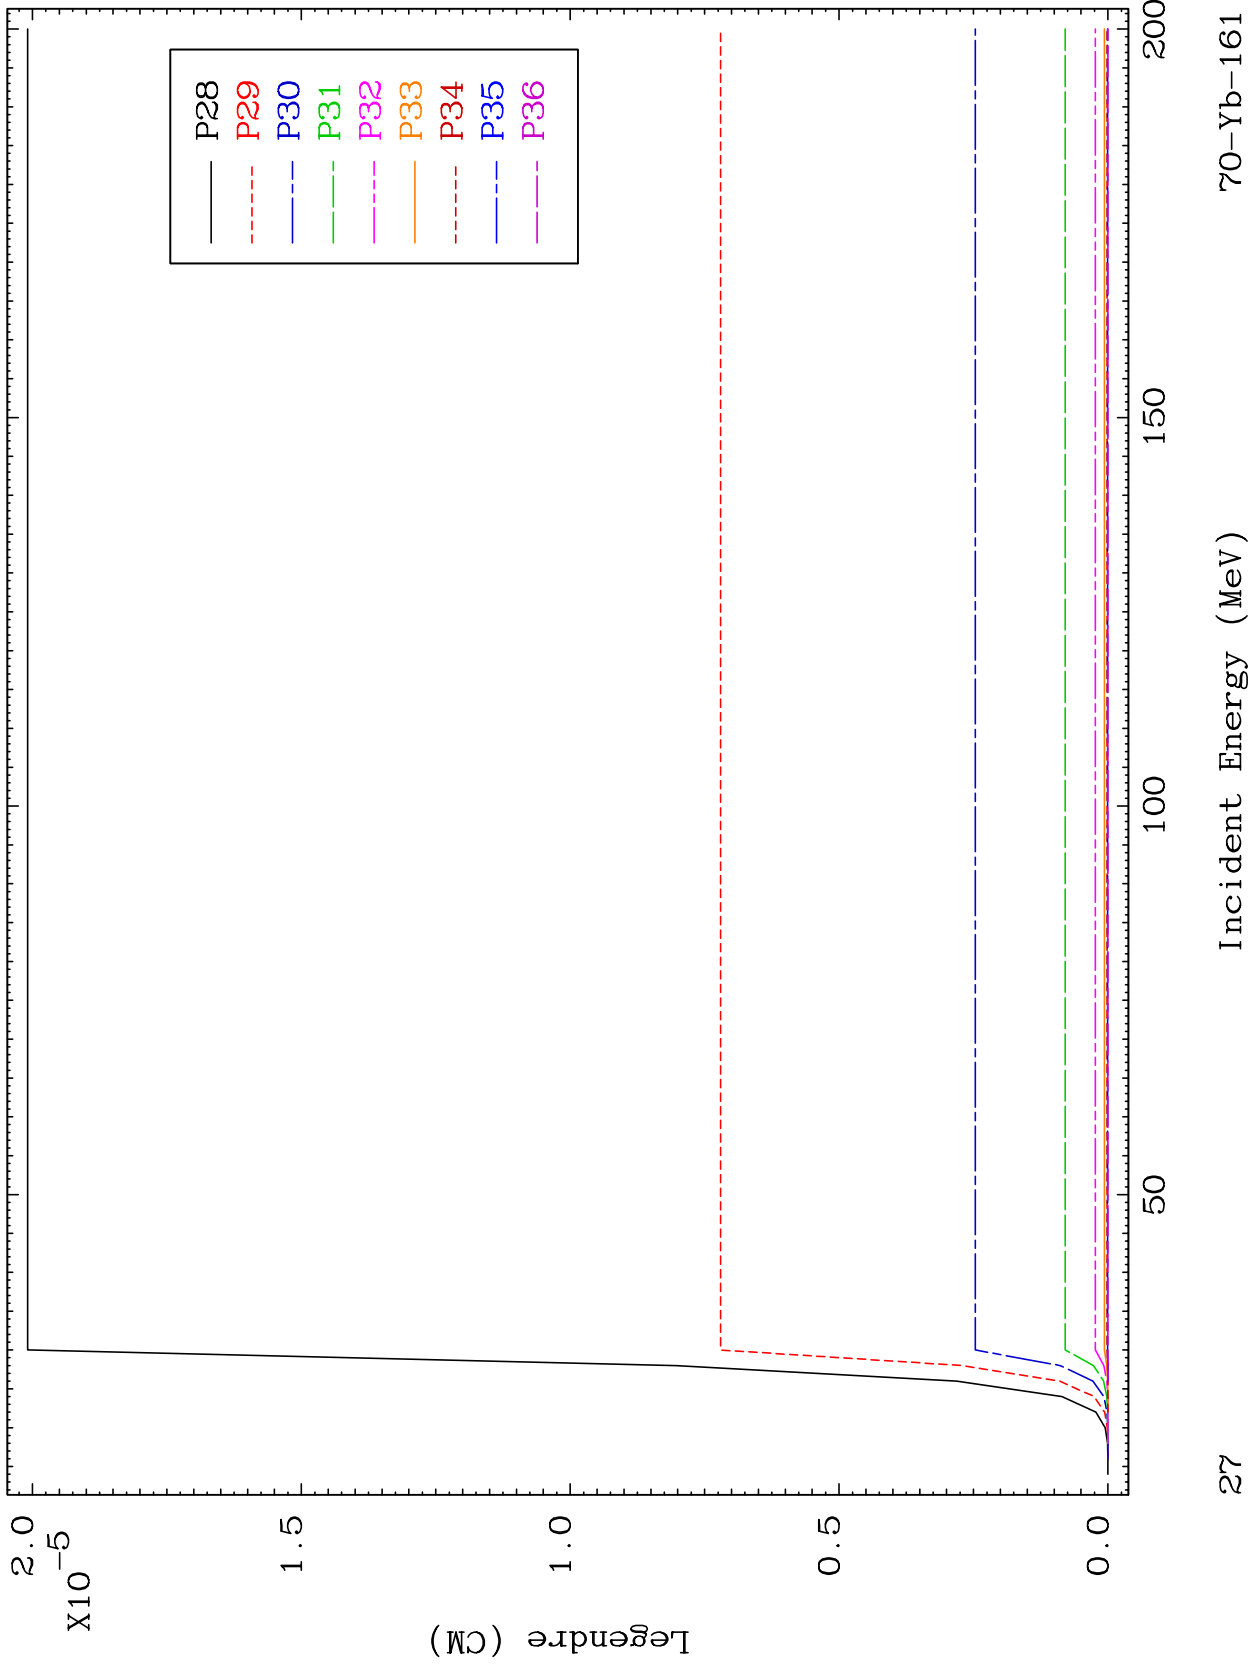 2.0
X10-5
1.5
1.0
0.5
0.0
Legendre (CM)
P28
P29
P30
P31
P32
P33
P34
P35
P36
50
100
150
200
Incident Energy (MeV)
27
70-Yb-161